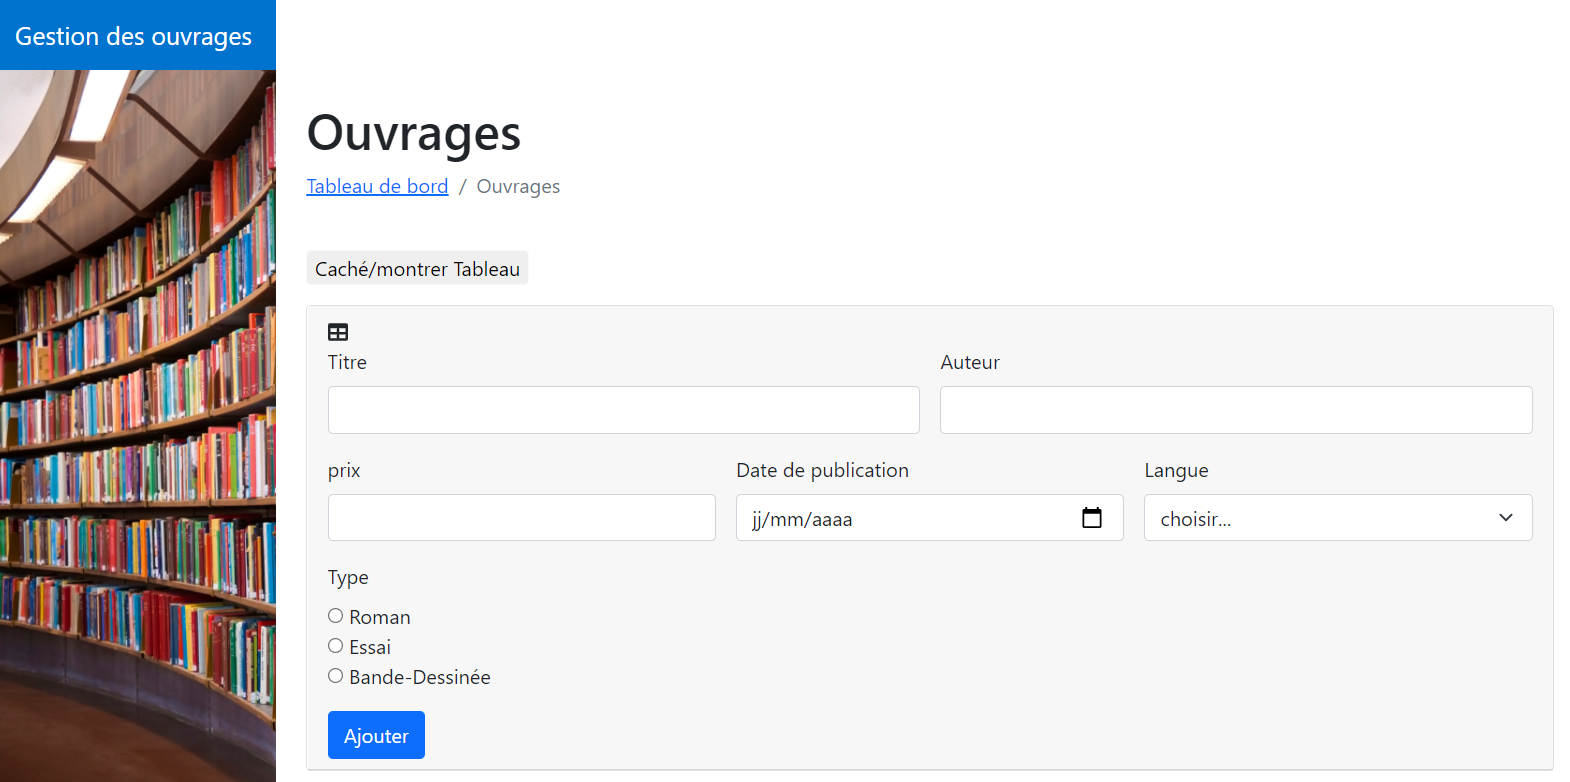 Gestion des ouvrages
Ouvrages
Tableau de bord / Ouvrages
Caché/montrer Tableau
Titre
Auteur
prix
Date de publication
Langue
jj/mm/aaaa
choisir...
Type
Roman
Essai
Bande-Dessinée
Ajouter